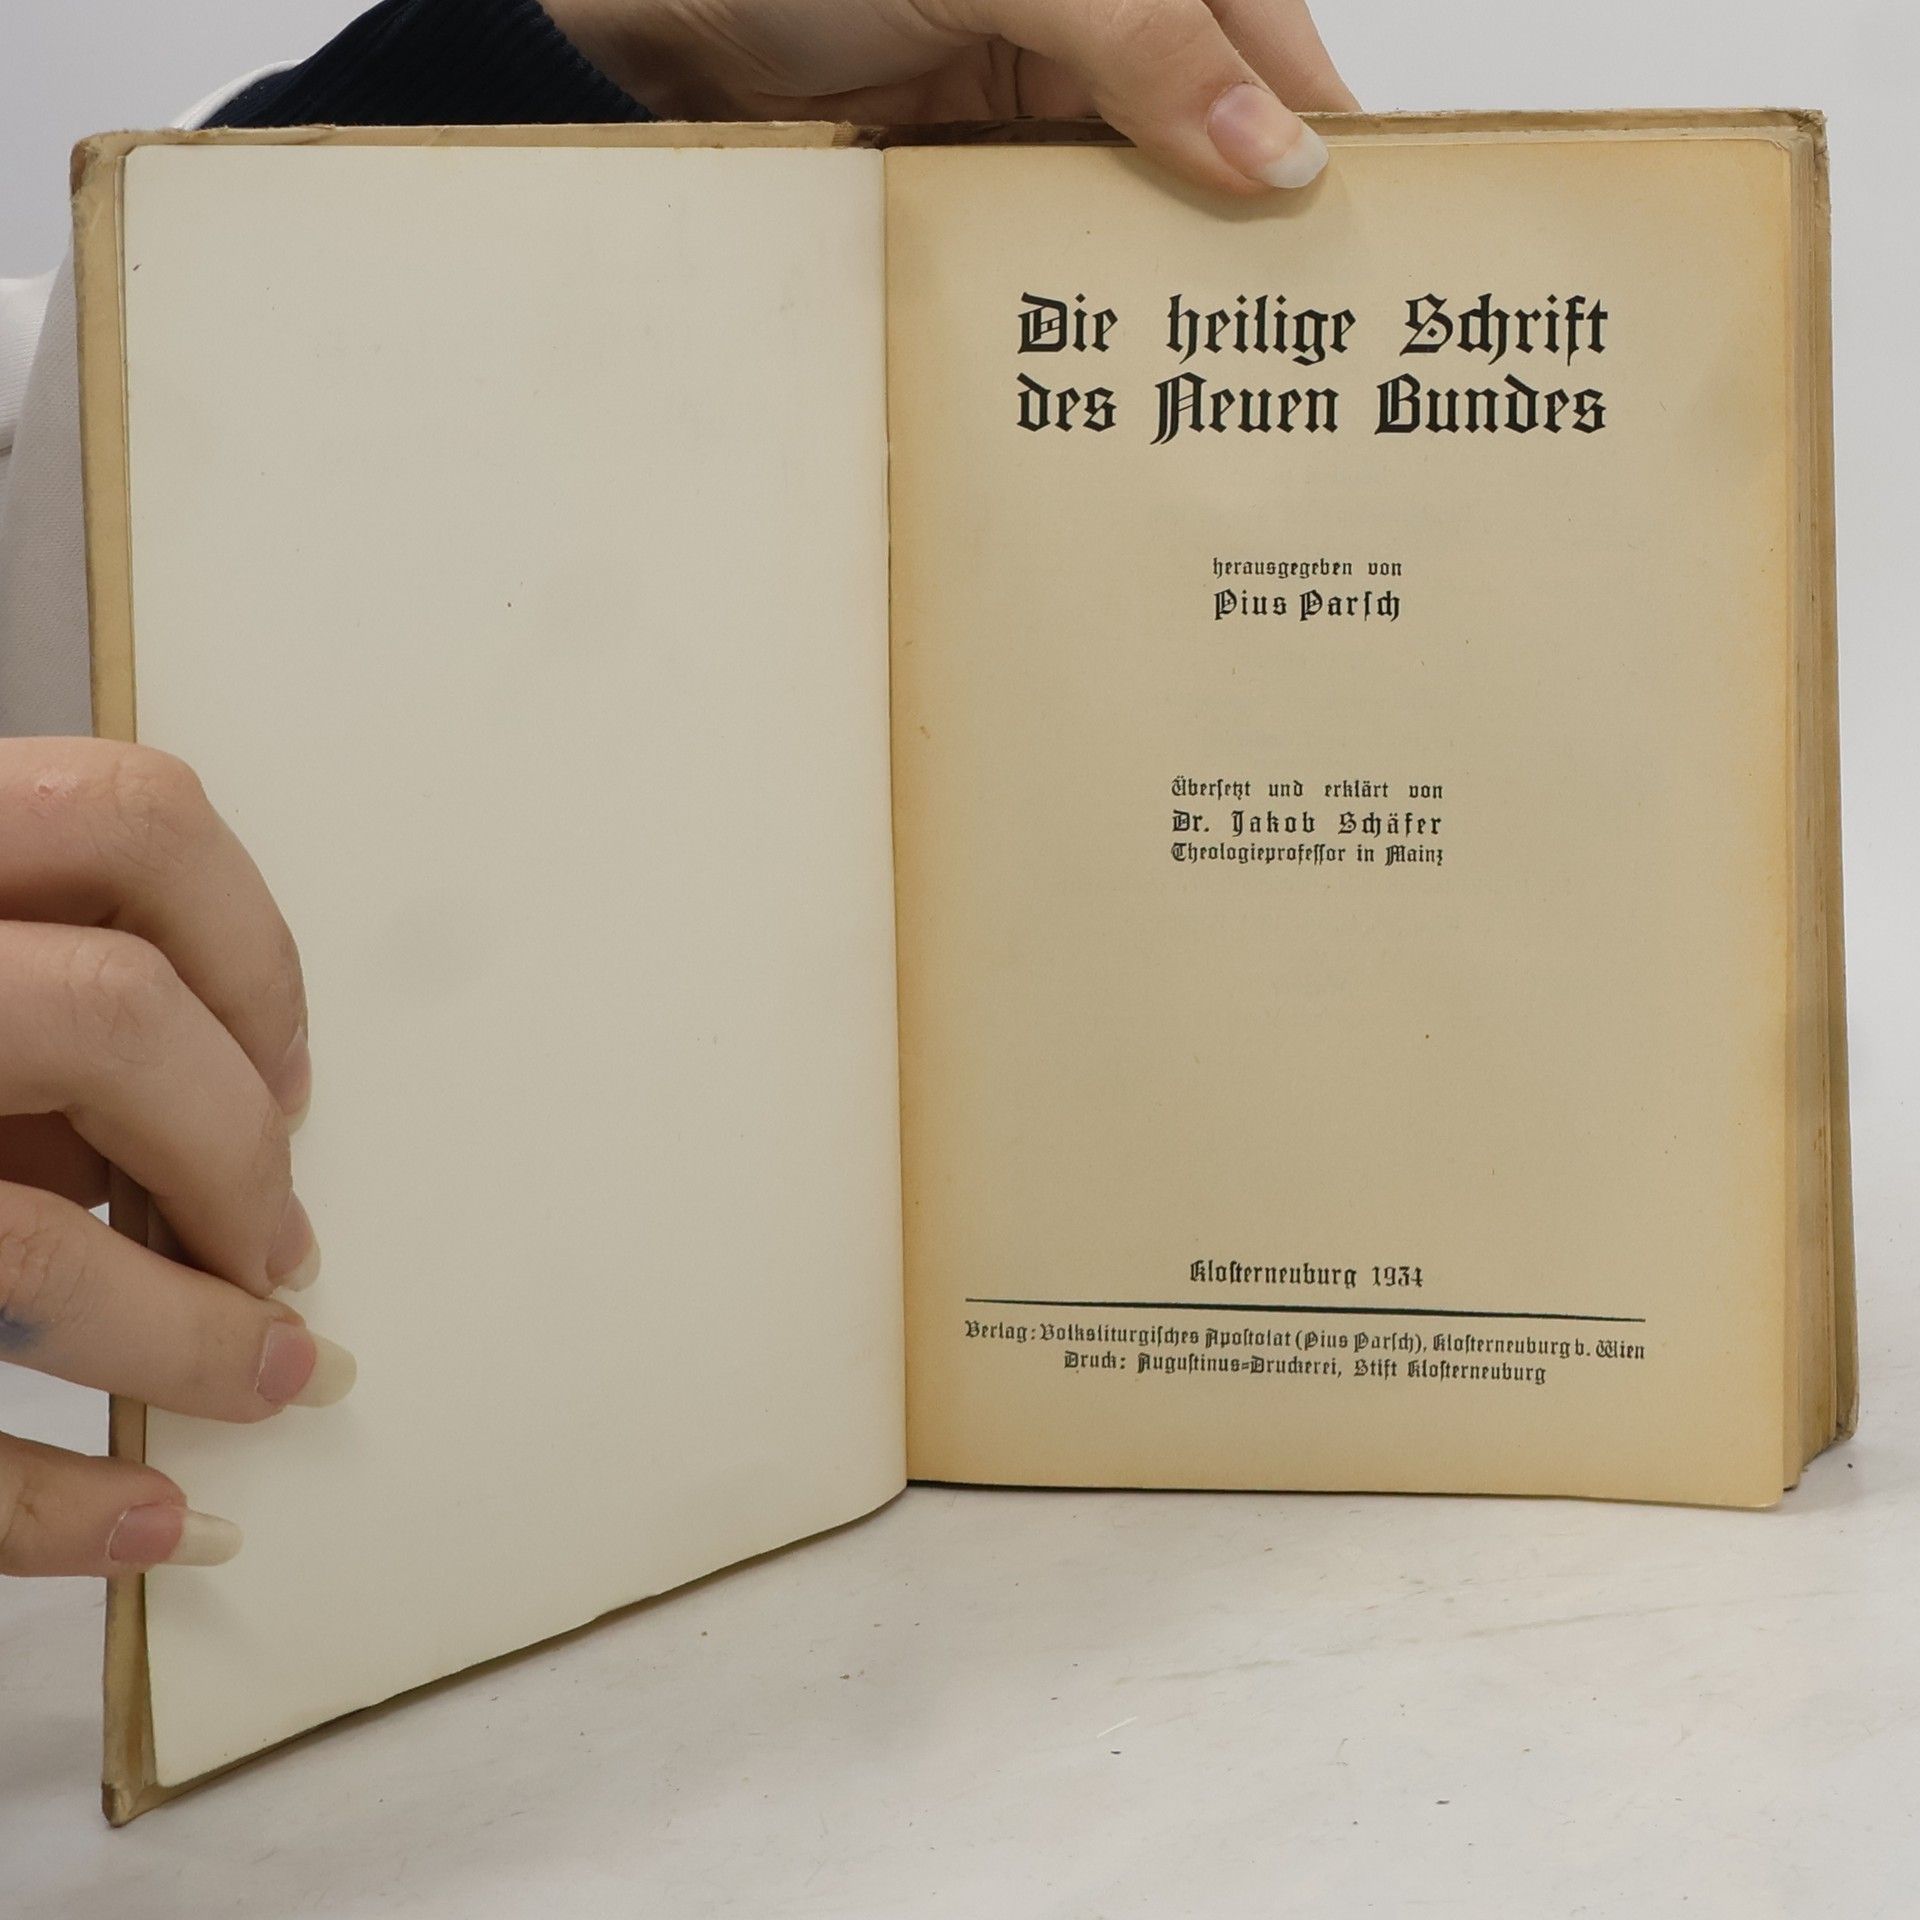 Die heilige Schrift
des Neuen Bundes
herausgegeben von
Pius Parſch
Überſetzt und erklärt von
Dr. Jakob Schäfer
Theologieprofeſſor in Mainz
Kloſterneuburg 1934
Verlag: Volksliturgiſches Apoſtolat (Pius Parſch), Kloſterneuburg b. Wien
Druck: Auguſtinus=Druckerei, Stift Kloſterneuburg